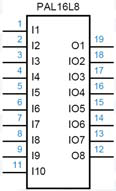 PAL16L8
1 I1
2 I2 O1 19
3 I3 IO2 18
4 I4 IO3 17
5 I5 IO4 16
6 I6 IO5 15
7 I7 IO6 14
8 I8 IO7 13
9 I9 O8 12
11 I10